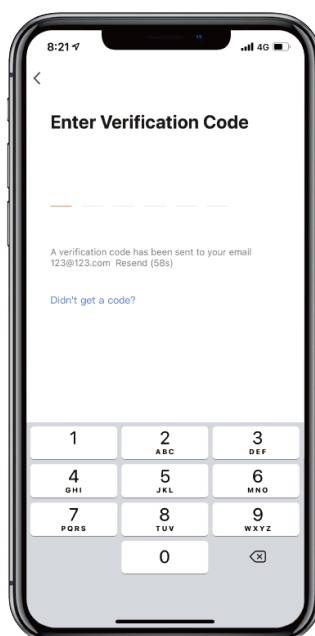 8:21 4G
Enter Verification Code
A verification code has been sent to your email
123@123.com Resend (58s)
Didn't get a code?
1 2 3
ABC DEF
4 5 6
GHI JKL MNO
7 8 9
PQRS TUV WXYZ
0